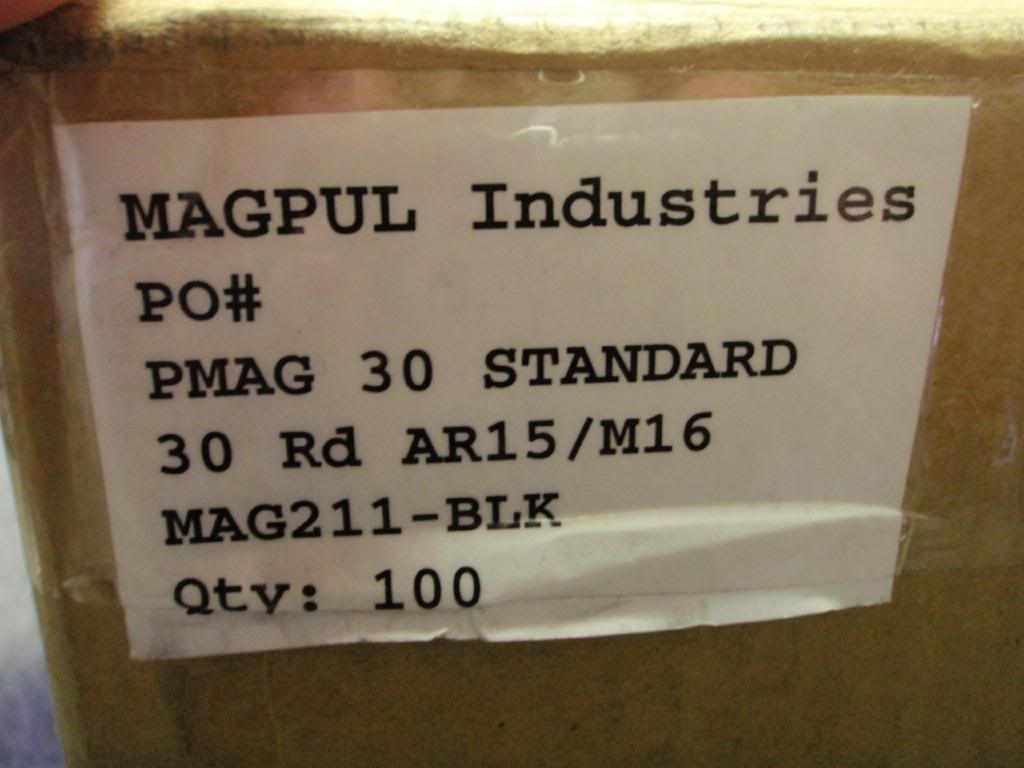 MAGPUL Industries
PO#
PMAG 30 STANDARD
30 Rd AR15/M16
MAG211-BLK
Qty: 100